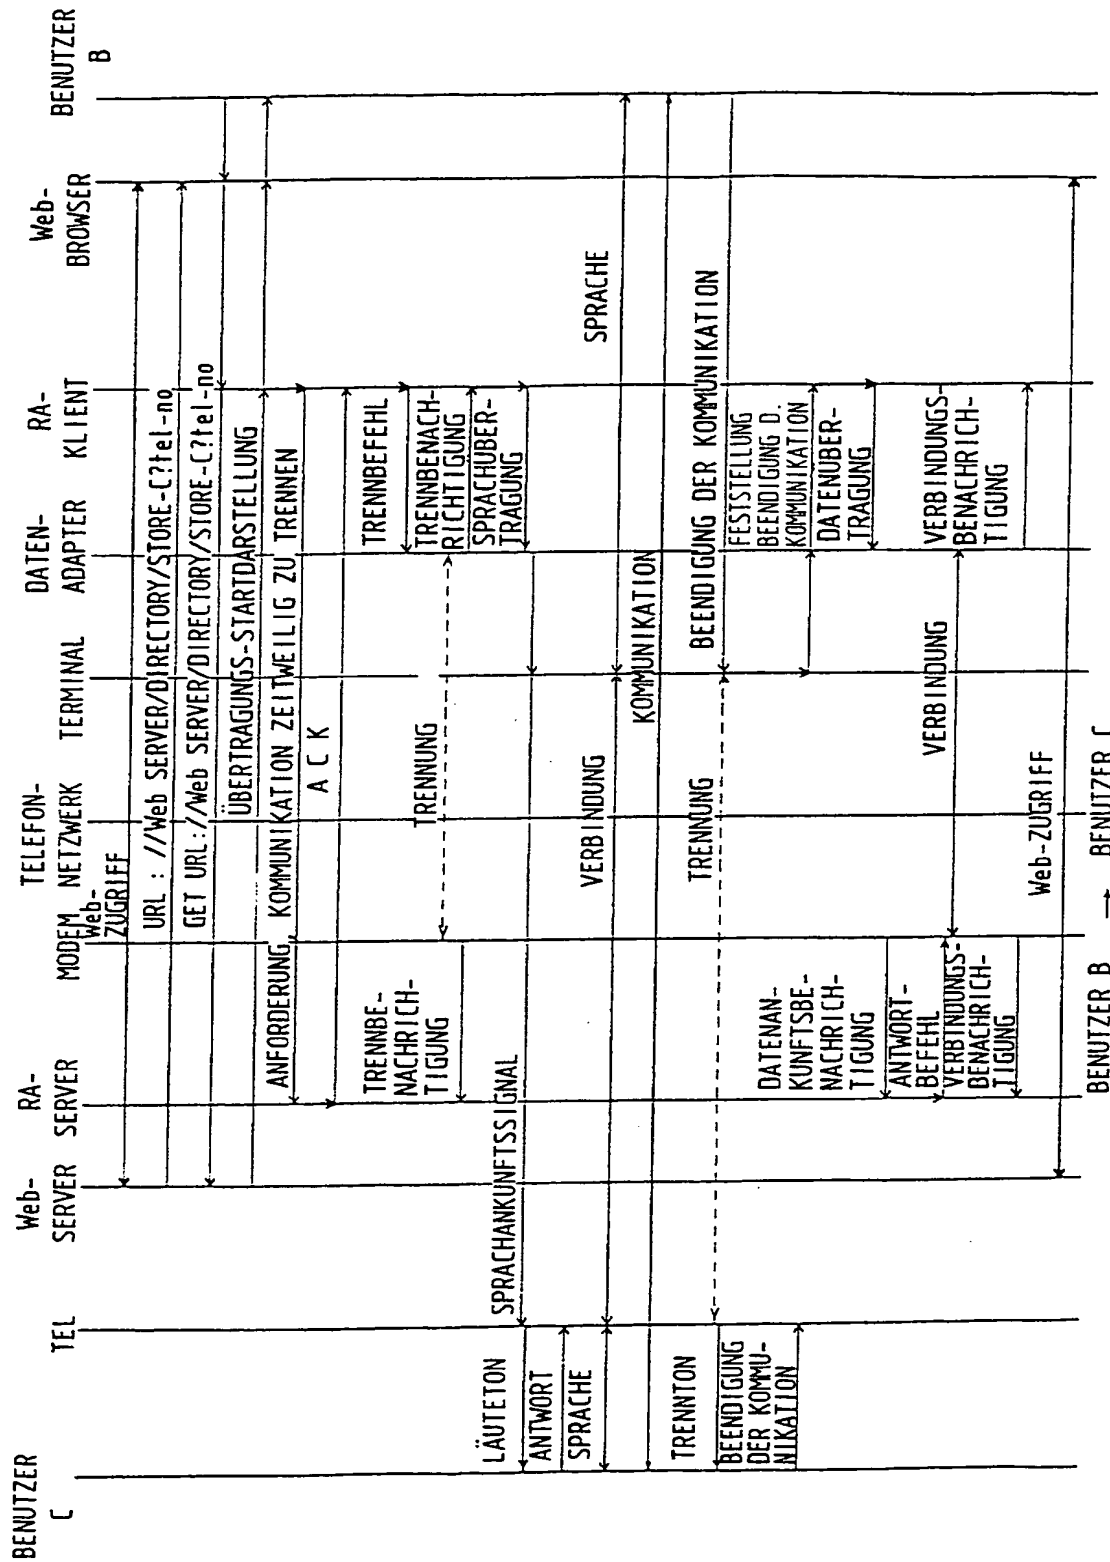 BENUTZER
C
TEL
Web-
SERVER
RA-
SERVER
MODEM
TELEFON-
NETZWERK
TERMINAL
DATEN-
ADAPTER
RA-
KLIENT
Web-
BROWSER
BENUTZER
B
Web-
ZUGRIFF
URL : //Web SERVER/DIRECTORY/STORE-C?tel-no
GET URL://Web SERVER/DIRECTORY/STORE-C?tel-no
ÜBERTRAGUNGS-STARTDARSTELLUNG
ANFORDERUNG, KOMMUNIKATION ZEITWEILIG ZU TRENNEN
A C K
TRENNBEFEHL
TRENNBENACH-
RICHTIGUNG
TRENNUNG
TRENNBE-
NACHRICH-
TIGUNG
SPRACHUBER-
TRAGUNG
SPRACHANKUNFTSSIGNAL
LÄUTETON
ANTWORT
SPRACHE
VERBINDUNG
SPRACHE
KOMMUNIKATION
BEENDIGUNG DER KOMMUNIKATION
TRENNUNG
TRENNTON
BEENDIGUNG
DER KOMMU-
NIKATION
FESTSTELLUNG
BEENDIGUNG D.
KOMMUNIKATION
DATENUBER-
TRAGUNG
DATENAN-
KUNFTSBE-
NACHRICH-
TIGUNG
ANTWORT-
BEFEHL
VERBINDUNG
VERBINDUNGS-
BENACHRICH-
TIGUNG
VERBINDUNGS-
BENACHRICH-
TIGUNG
Web-ZUGRIFF
BENUTZER B → BENUTZER C